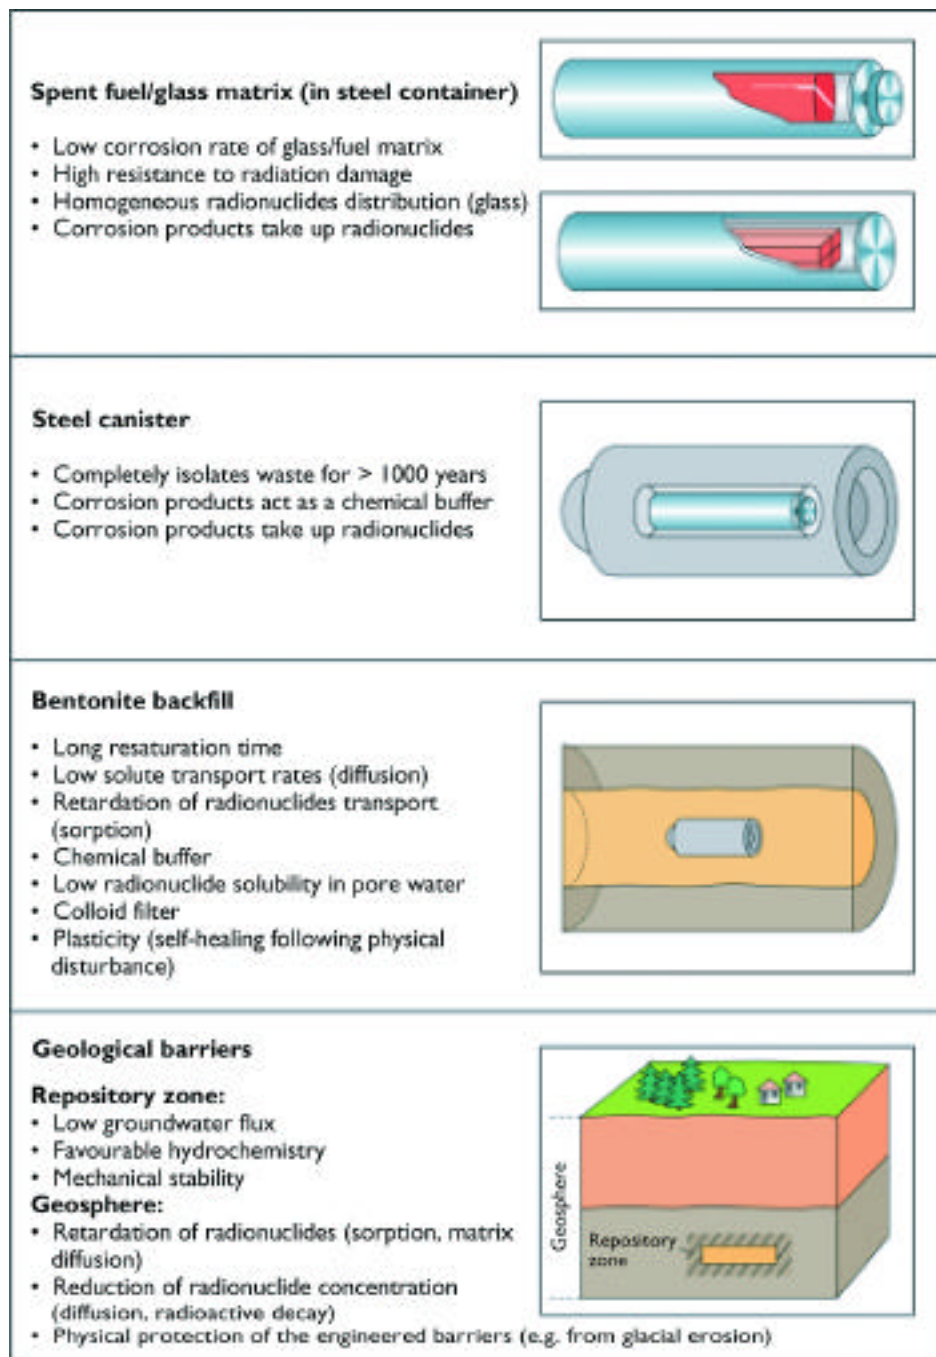 Spent fuel/glass matrix (in steel container)
• Low corrosion rate of glass/fuel matrix
• High resistance to radiation damage
• Homogeneous radionuclides distribution (glass)
• Corrosion products take up radionuclides
Steel canister
• Completely isolates waste for > 1000 years
• Corrosion products act as a chemical buffer
• Corrosion products take up radionuclides
Bentonite backfill
• Long resaturation time
• Low solute transport rates (diffusion)
• Retardation of radionuclides transport
(sorption)
• Chemical buffer
• Low radionuclide solubility in pore water
• Colloid filter
• Plasticity (self-healing following physical
disturbance)
Geological barriers
Repository zone:
• Low groundwater flux
• Favourable hydrochemistry
• Mechanical stability
Geosphere:
• Retardation of radionuclides (sorption, matrix
diffusion)
• Reduction of radionuclide concentration
(diffusion, radioactive decay)
• Physical protection of the engineered barriers (e.g. from glacial erosion)
Geosphere
Repository
zone